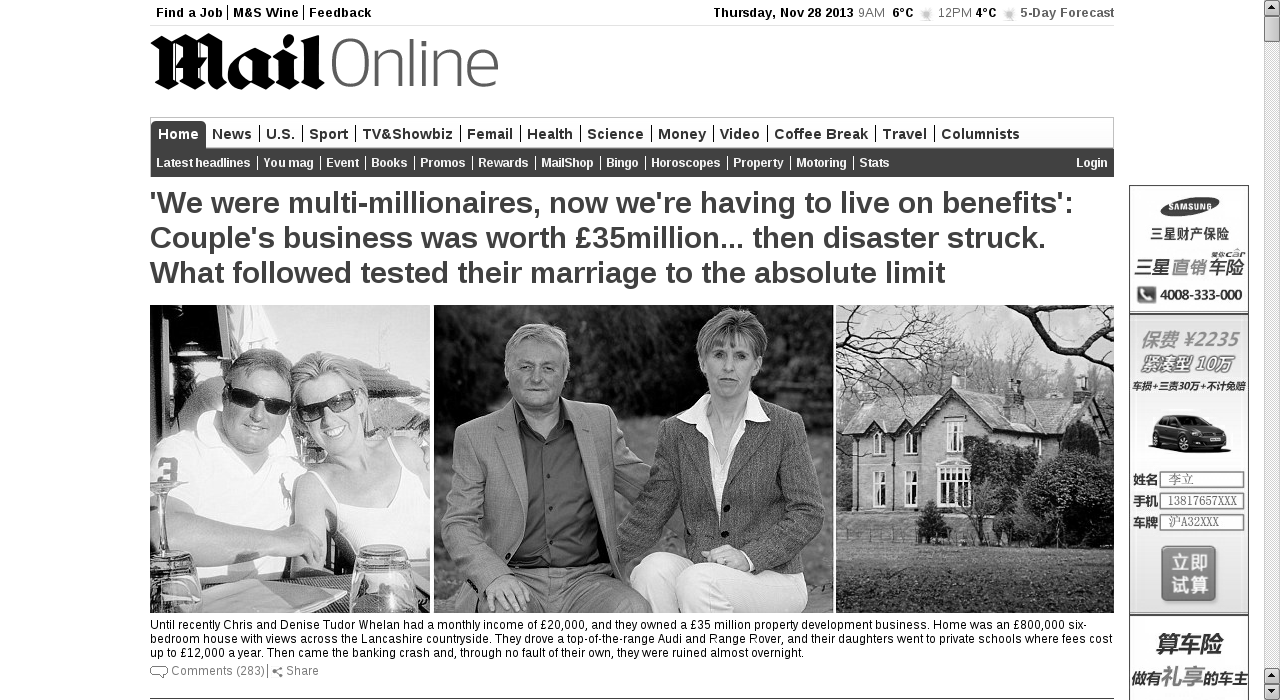 Find a Job M&S Wine Feedback
Thursday, Nov 28 2013 9AM 6°C 12PM 4°C 5-Day Forecast
Mail Online
Home News U.S. Sport TV&Showbiz Femail Health Science Money Video Coffee Break Travel Columnists
Latest headlines You mag Event Books Promos Rewards MailShop Bingo Horoscopes Property Motoring Stats Login
'We were multi-millionaires, now we're having to live on benefits':
Couple's business was worth £35million... then disaster struck.
What followed tested their marriage to the absolute limit
3
Until recently Chris and Denise Tudor Whelan had a monthly income of £20,000, and they owned a £35 million property development business. Home was an £800,000 six-
bedroom house with views across the Lancashire countryside. They drove a top-of-the-range Audi and Range Rover, and their daughters went to private schools where fees cost
up to £12,000 a year. Then came the banking crash and, through no fault of their own, they were ruined almost overnight.
Comments (283) Share
SAMSUNG
三星财产保险
三星直销车险
4008-333-000
保费 ¥2235
紧凑型 10万
车损+三责30万+不计免赔
姓名 李立
手机 13817657XXX
车牌 沪A32XXX
立即
试算
算车险
做有礼享的车主